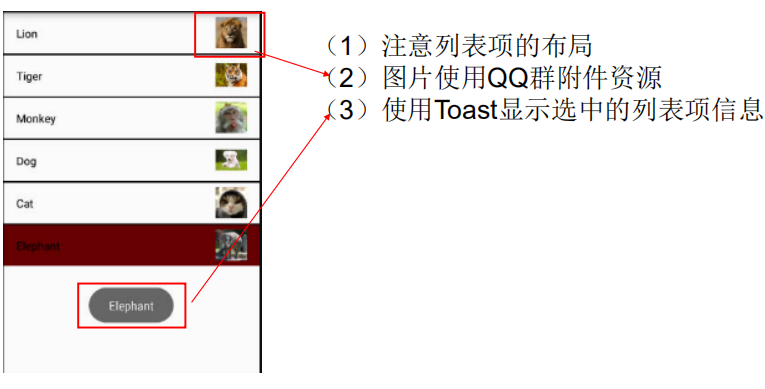 Lion
Tiger
Monkey
Dog
Cat
Elephant
Elephant
（1）注意列表项的布局
（2）图片使用QQ群附件资源
（3）使用Toast显示选中的列表项信息